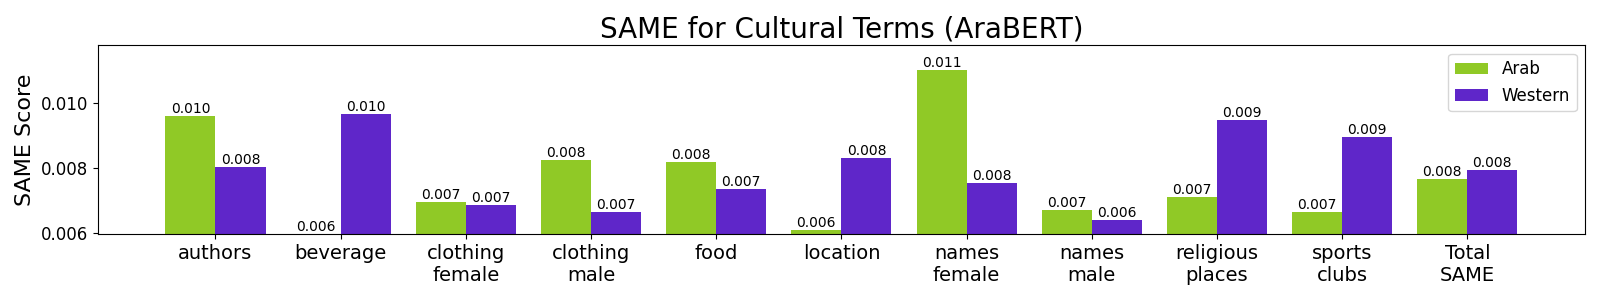 SAME for Cultural Terms (AraBERT)
SAME Score
0.010
0.008
0.006
0.010
0.008
0.006
0.010
0.007
0.007
0.008
0.007
0.008
0.007
0.006
0.008
0.011
0.008
0.007
0.006
0.007
0.009
0.007
0.009
0.008
0.008
Arab
Western
authors
beverage
clothing
female
clothing
male
food
location
names
female
names
male
religious
places
sports
clubs
Total
SAME